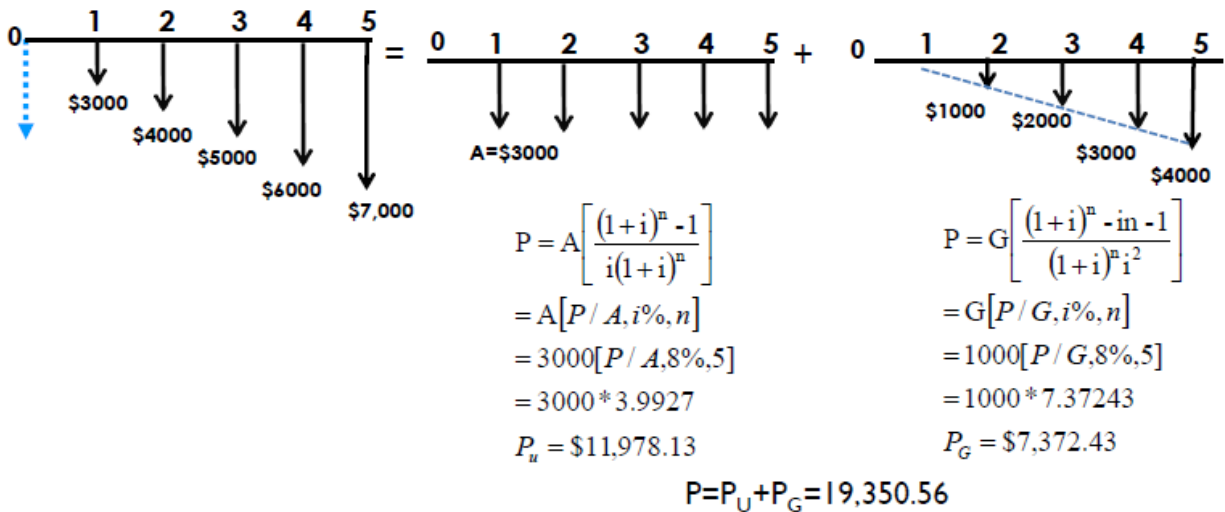 0 1 2 3 4 5
$3000
$4000
$5000
$6000
$7,000
=
0 1 2 3 4 5
A=$3000
+
0 1 2 3 4 5
$1000
$2000
$3000
$4000
P = A[((1+i)^n - 1) / (i(1+i)^n)]
= A[P / A, i%, n]
= 3000[P / A,8%,5]
= 3000 * 3.9927
P_u = $11,978.13
P = G[((1+i)^n - in - 1) / ((1+i)^n i^2)]
= G[P / G, i%, n]
= 1000[P / G,8%,5]
= 1000 * 7.37243
P_G = $7,372.43
P=P_U+P_G=19,350.56